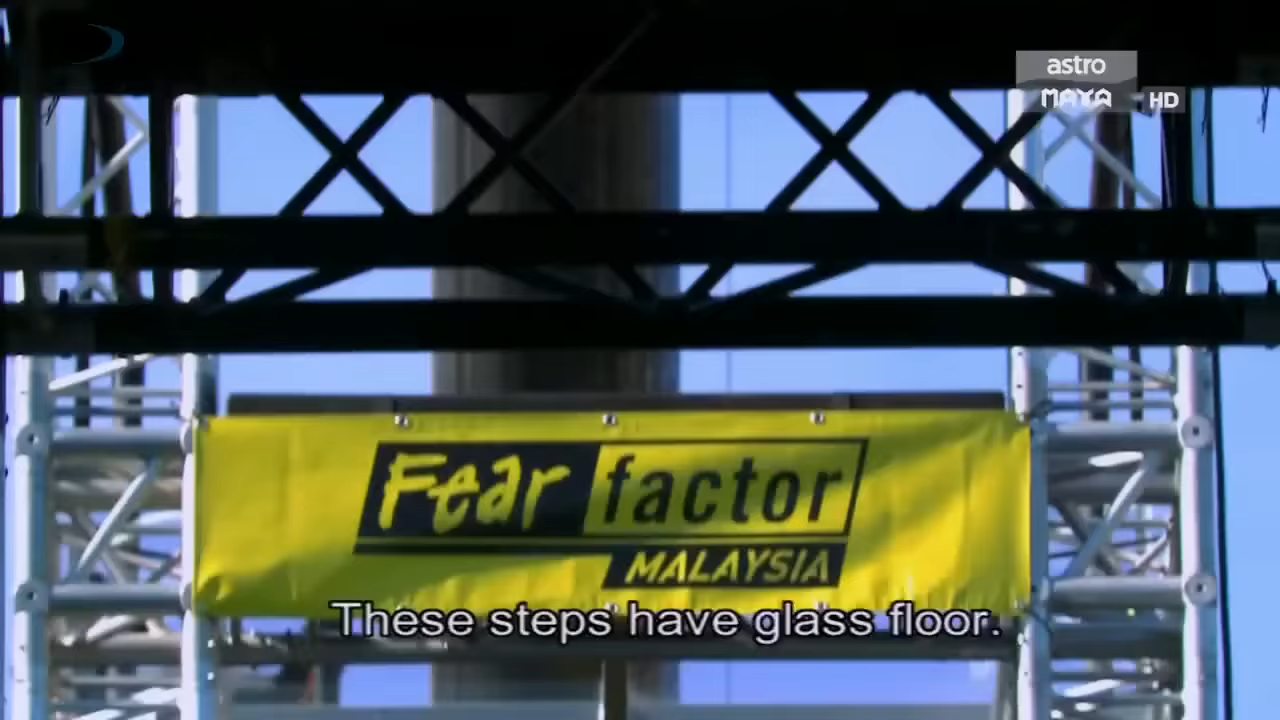 astro
MAYA HD
Fear factor
MALAYSIA
These steps have glass floor.